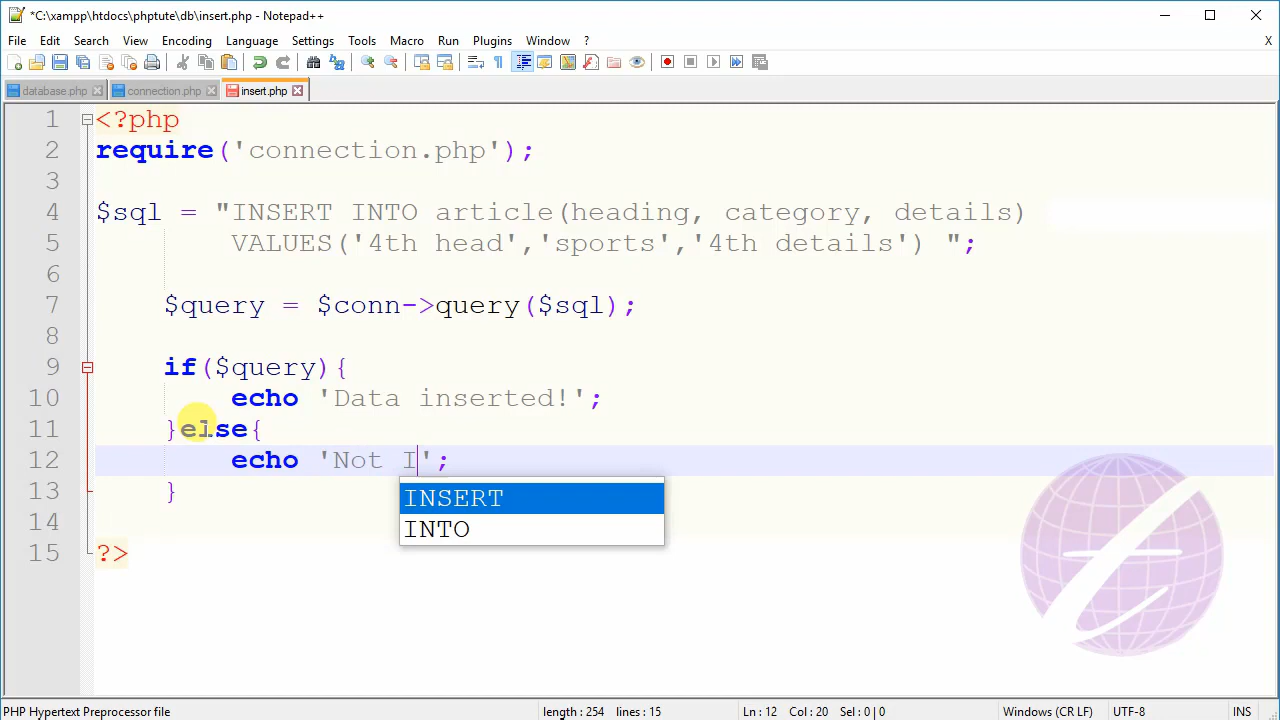 *C:\xampp\htdocs\phptute\db\insert.php - Notepad++
File Edit Search View Encoding Language Settings Tools Macro Run Plugins Window ? X
database.php connection.php insert.php
1 <?php
2 require('connection.php');
3
4 $sql = "INSERT INTO article(heading, category, details)
5 VALUES('4th head','sports','4th details') ";
6
7 $query = $conn->query($sql);
8
9 if($query){
10 echo 'Data inserted!';
11 }else{
12 echo 'Not I';
INSERT
13 }
INTO
14
15 ?>
PHP Hypertext Preprocessor file length : 254 lines : 15 Ln : 12 Col : 20 Sel : 0 | 0 Windows (CR LF) UTF-8 INS